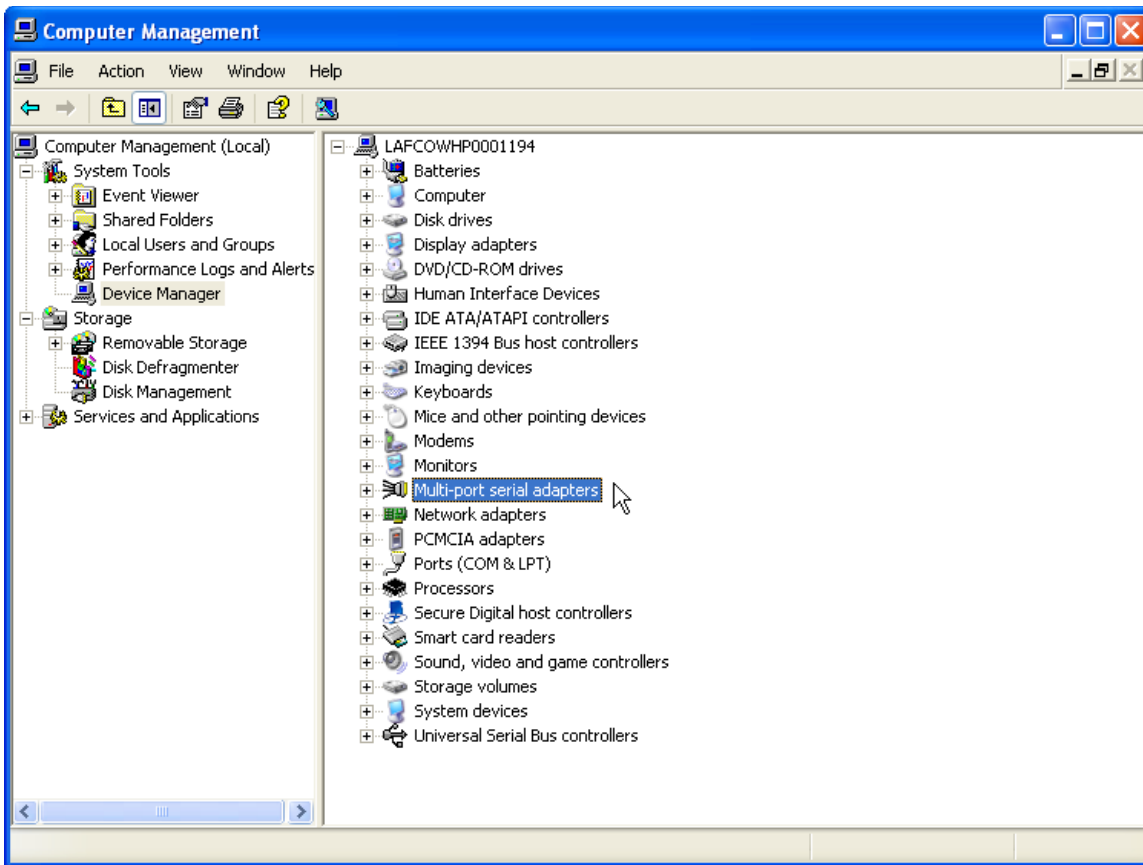 Computer Management
File Action View Window Help
Computer Management (Local)
System Tools
Event Viewer
Shared Folders
Local Users and Groups
Performance Logs and Alerts
Device Manager
Storage
Removable Storage
Disk Defragmenter
Disk Management
Services and Applications
LAFCOWHP0001194
Batteries
Computer
Disk drives
Display adapters
DVD/CD-ROM drives
Human Interface Devices
IDE ATA/ATAPI controllers
IEEE 1394 Bus host controllers
Imaging devices
Keyboards
Mice and other pointing devices
Modems
Monitors
Multi-port serial adapters
Network adapters
PCMCIA adapters
Ports (COM & LPT)
Processors
Secure Digital host controllers
Smart card readers
Sound, video and game controllers
Storage volumes
System devices
Universal Serial Bus controllers